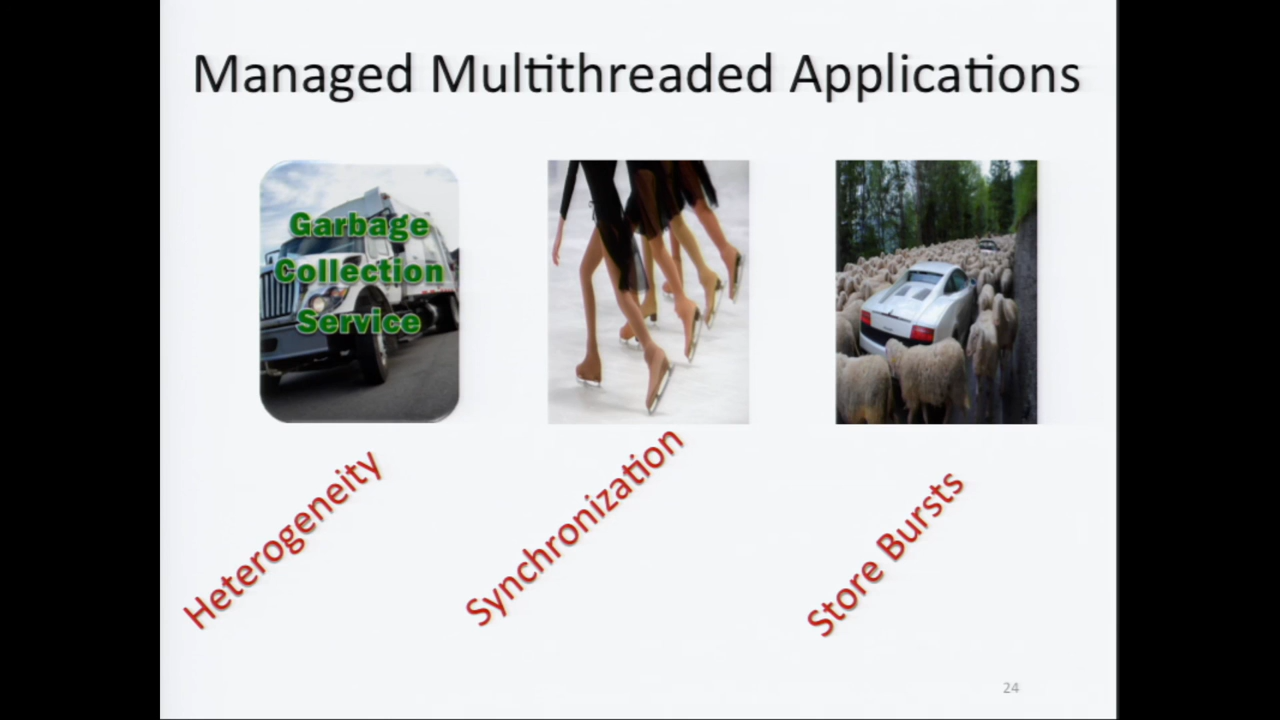 Managed Multithreaded Applications
Garbage
Collection
Service
Heterogeneity
Synchronization
Store Bursts
24